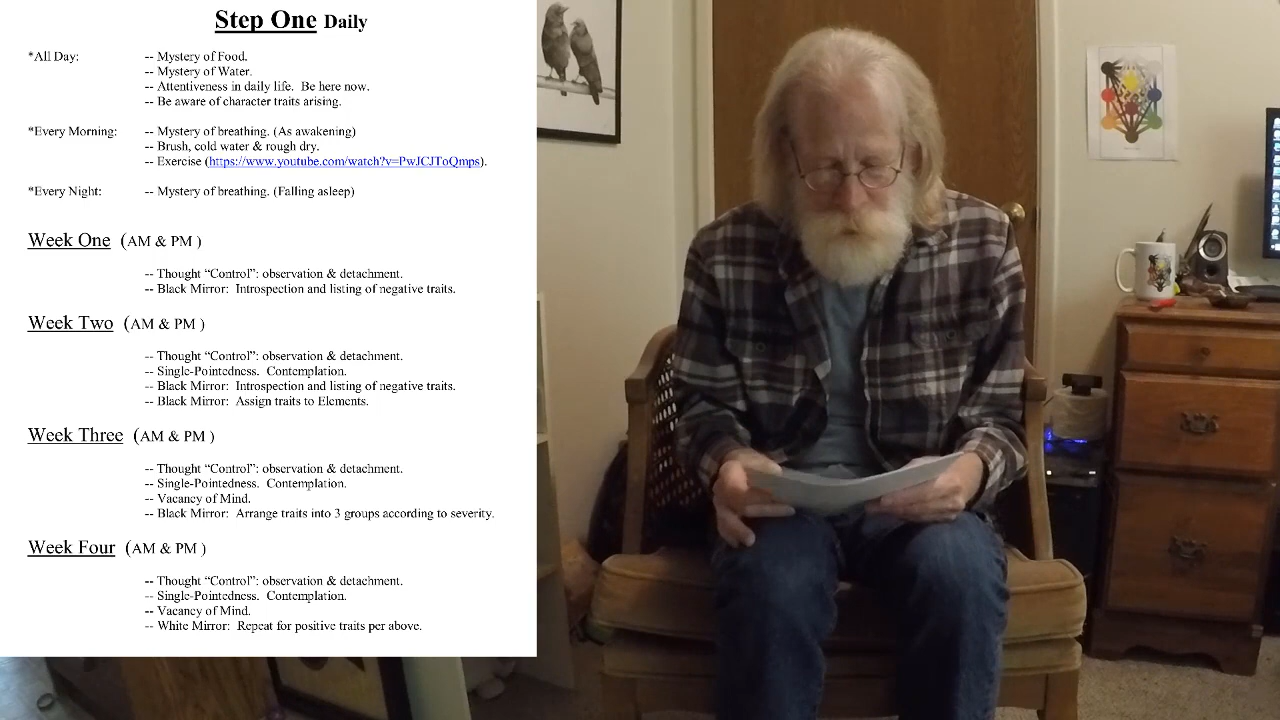 Step One Daily
*All Day: -- Mystery of Food.
-- Mystery of Water.
-- Attentiveness in daily life. Be here now.
-- Be aware of character traits arising.
*Every Morning: -- Mystery of breathing. (As awakening)
-- Brush, cold water & rough dry.
-- Exercise (https://www.youtube.com/watch?v=PwJCJToQmps).
*Every Night: -- Mystery of breathing. (Falling asleep)
Week One (AM & PM )
-- Thought “Control”: observation & detachment.
-- Black Mirror: Introspection and listing of negative traits.
Week Two (AM & PM )
-- Thought “Control”: observation & detachment.
-- Single-Pointedness. Contemplation.
-- Black Mirror: Introspection and listing of negative traits.
-- Black Mirror: Assign traits to Elements.
Week Three (AM & PM )
-- Thought “Control”: observation & detachment.
-- Single-Pointedness. Contemplation.
-- Vacancy of Mind.
-- Black Mirror: Arrange traits into 3 groups according to severity.
Week Four (AM & PM )
-- Thought “Control”: observation & detachment.
-- Single-Pointedness. Contemplation.
-- Vacancy of Mind.
-- White Mirror: Repeat for positive traits per above.